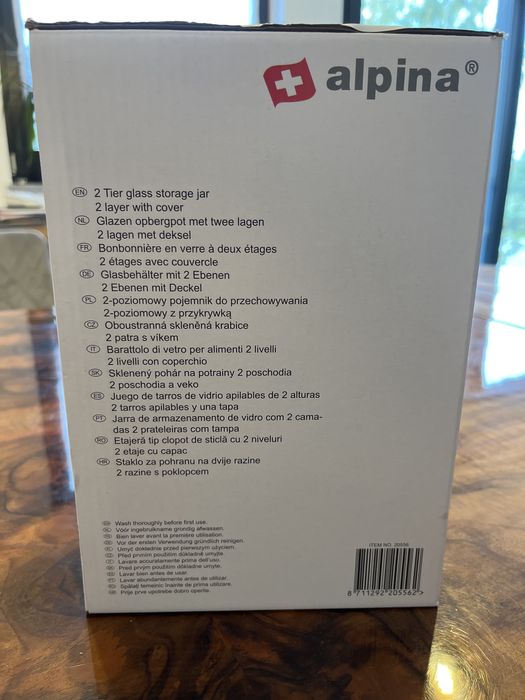 alpina®
EN 2 Tier glass storage jar
2 layer with cover
NL Glazen opbergpot met twee lagen
2 lagen met deksel
FR Bonbonnière en verre à deux étages
2 étages avec couvercle
DE Glasbehälter mit 2 Ebenen
2 Ebenen mit Deckel
PL 2-poziomowy pojemnik do przechowywania
2-poziomowy z przykrywką
CZ Oboustranná skleněná krabice
2 patra s víkem
IT Barattolo di vetro per alimenti 2 livelli
2 livelli con coperchio
SK Sklenený pohár na potrainy 2 poschodia
2 poschodia a veko
ES Juego de tarros de vidrio apilables de 2 alturas
2 tarros apilables y una tapa
PT Jarra de armazenamento de vidro com 2 cama-
das 2 prateleiras com tampa
RO Etajeră tip clopot de sticlă cu 2 niveluri
2 etaje cu capac
HR Staklo za pohranu na dvije razine
2 razine s poklopcem
Wash thoroughly before first use.
Vóór ingebruikname grondig afwassen.
Bien laver avant la première utilisation.
Vor der ersten Verwendung gründlich reinigen.
Umyć dokładnie przed pierwszym użyciem.
Před prvním použitím důkladně umyjte.
Lavare accuratamente prima dell'uso.
Pred prvým použitím dôkladne umyte.
Lavar bien antes de usar.
Lavar abundantemente antes de utilizar.
Spălați temeinic înainte de prima utilizare.
Prije prve upotrebe dobro operite.
ITEM NO. 20556
8 711292 205562>